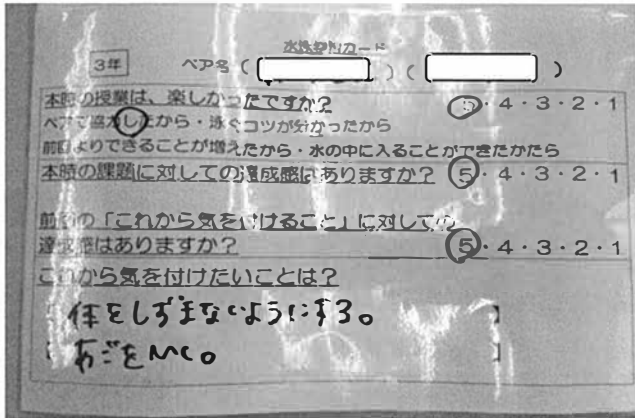 水泳学習カード
3年 ペア名 ( ) ( )
本時の授業は、楽しかったですか? 5・4・3・2・1
ペアで協力したから・泳ぐコツが分かったから
前回よりできることが増えたから・水の中に入ることができたかたら
本時の課題に対しての達成感はありますか? 5・4・3・2・1
前時の「これから気を付けること」に対しての
達成感はありますか? 5・4・3・2・1
これから気を付けたいことは?
体をしずまないようにする。
あごを